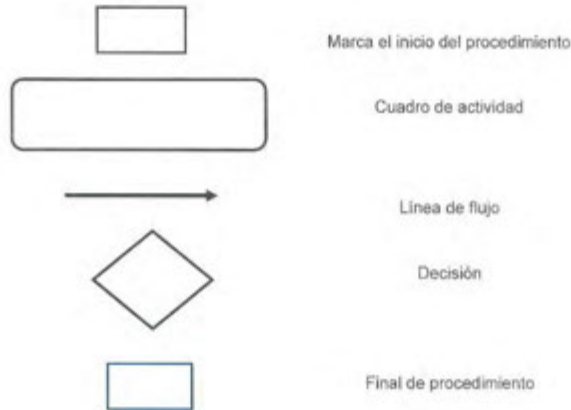 Marca el inicio del procedimiento
Cuadro de actividad
Línea de flujo
Decisión
Final de procedimiento